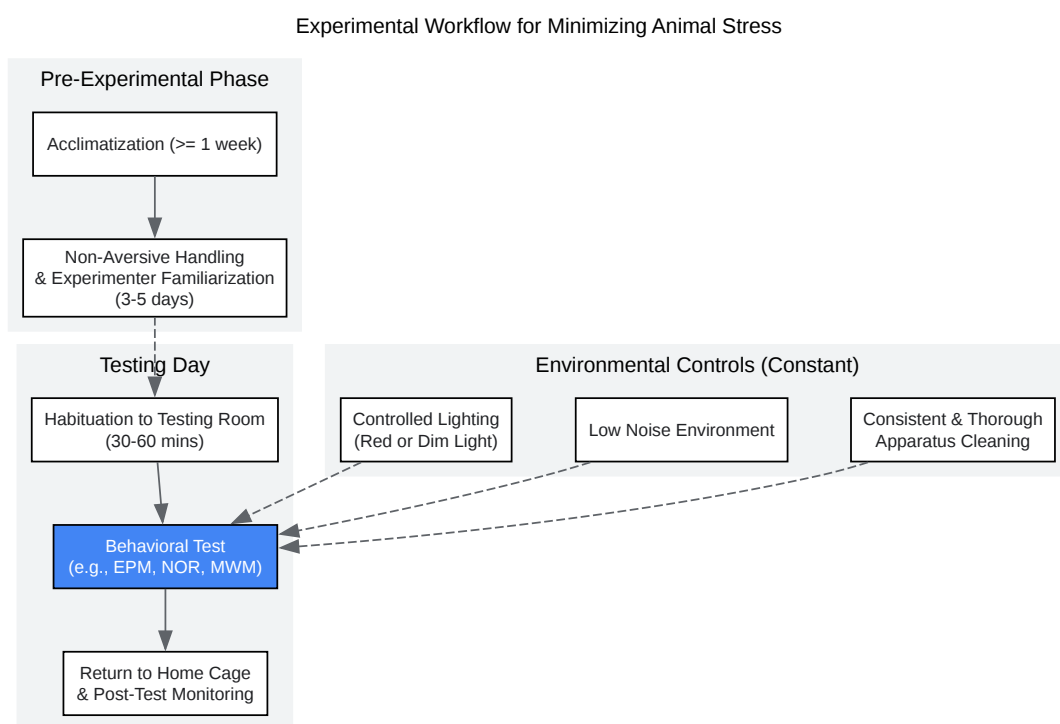 Experimental Workflow for Minimizing Animal Stress
Pre-Experimental Phase
Acclimatization (>= 1 week)
Non-Aversive Handling
& Experimenter Familiarization
(3-5 days)
Testing Day
Habituation to Testing Room
(30-60 mins)
Behavioral Test
(e.g., EPM, NOR, MWM)
Return to Home Cage
& Post-Test Monitoring
Environmental Controls (Constant)
Controlled Lighting
(Red or Dim Light)
Low Noise Environment
Consistent & Thorough
Apparatus Cleaning